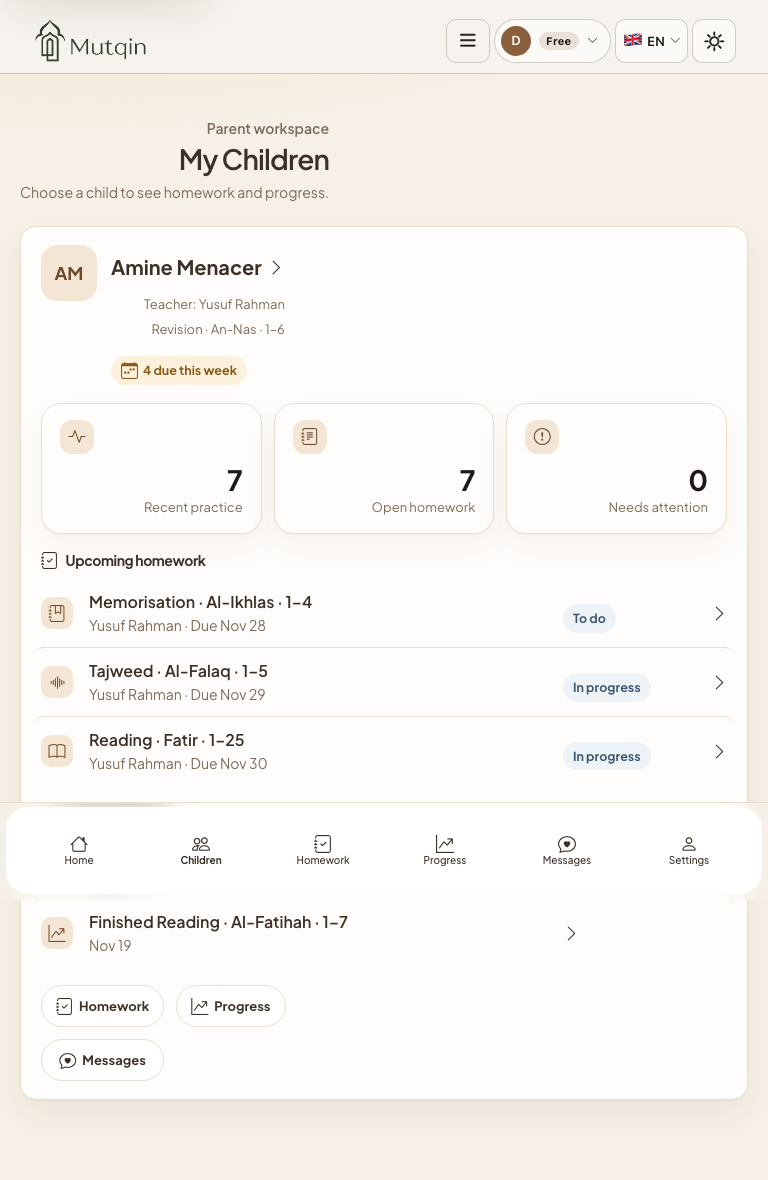 Mutqin
D
Free
EN
Parent workspace
My Children
Choose a child to see homework and progress.
AM
Amine Menacer
Teacher: Yusuf Rahman
Revision · An-Nas · 1–6
4 due this week
7
Recent practice
7
Open homework
0
Needs attention
Upcoming homework
Memorisation · Al-Ikhlas · 1–4
Yusuf Rahman · Due Nov 28
To do
Tajweed · Al-Falaq · 1–5
Yusuf Rahman · Due Nov 29
In progress
Reading · Fatir · 1–25
Yusuf Rahman · Due Nov 30
In progress
Home
Children
Homework
Progress
Messages
Settings
Finished Reading · Al-Fatihah · 1–7
Nov 19
Homework
Progress
Messages